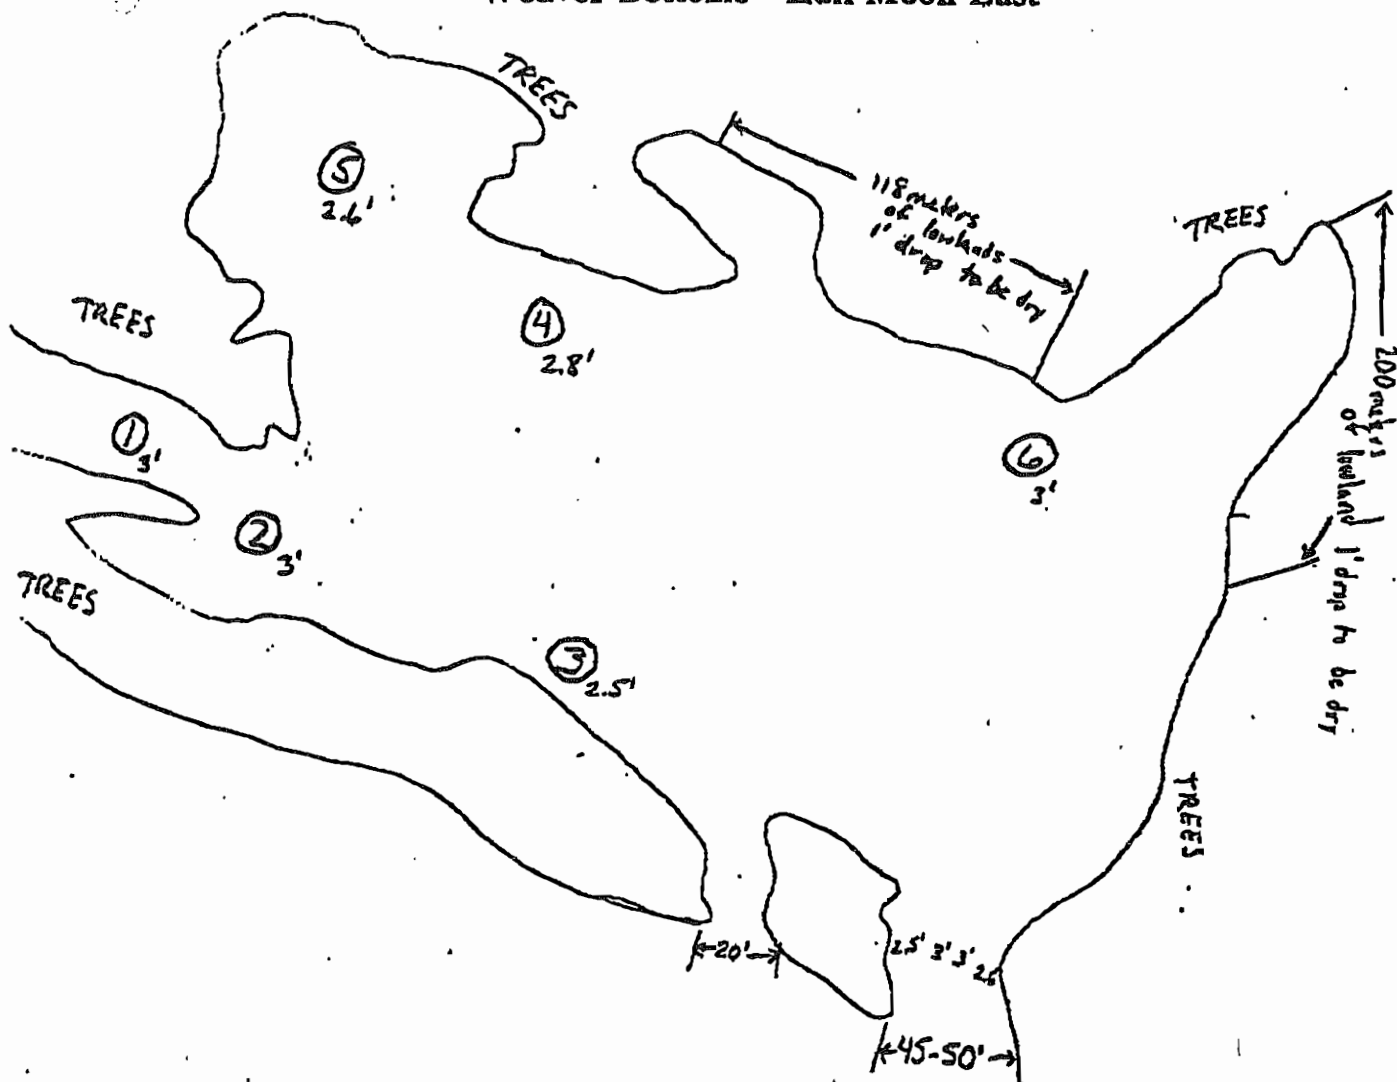 TREES
⑤
2.6'
118 meters
of lowlands
1' drop to be dry
TREES
TREES
④
2.8'
200 meters
of lowland 1' drop to be dry
①
3'
⑥
3'
②
3'
TREES
③
2.5'
TREES
20'
2.5' 3' 3' 2.6
45-50'